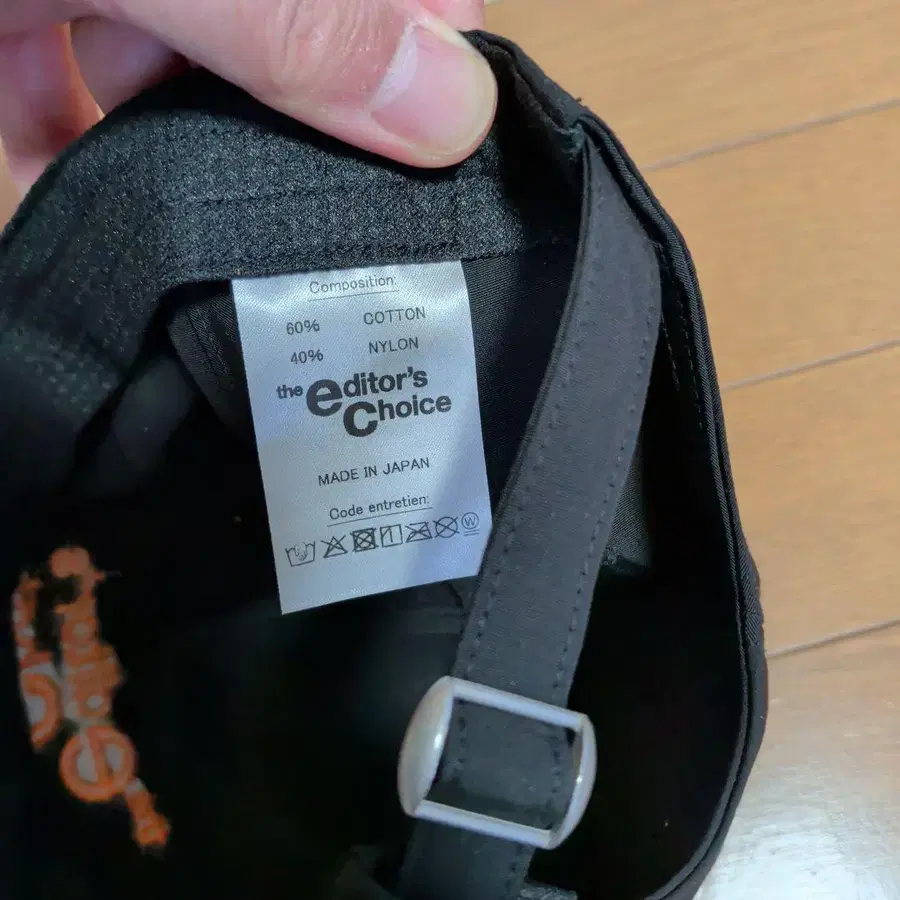 Composition:
60% COTTON
40% NYLON
the editor's
choice
MADE IN JAPAN
Code entretien:
W